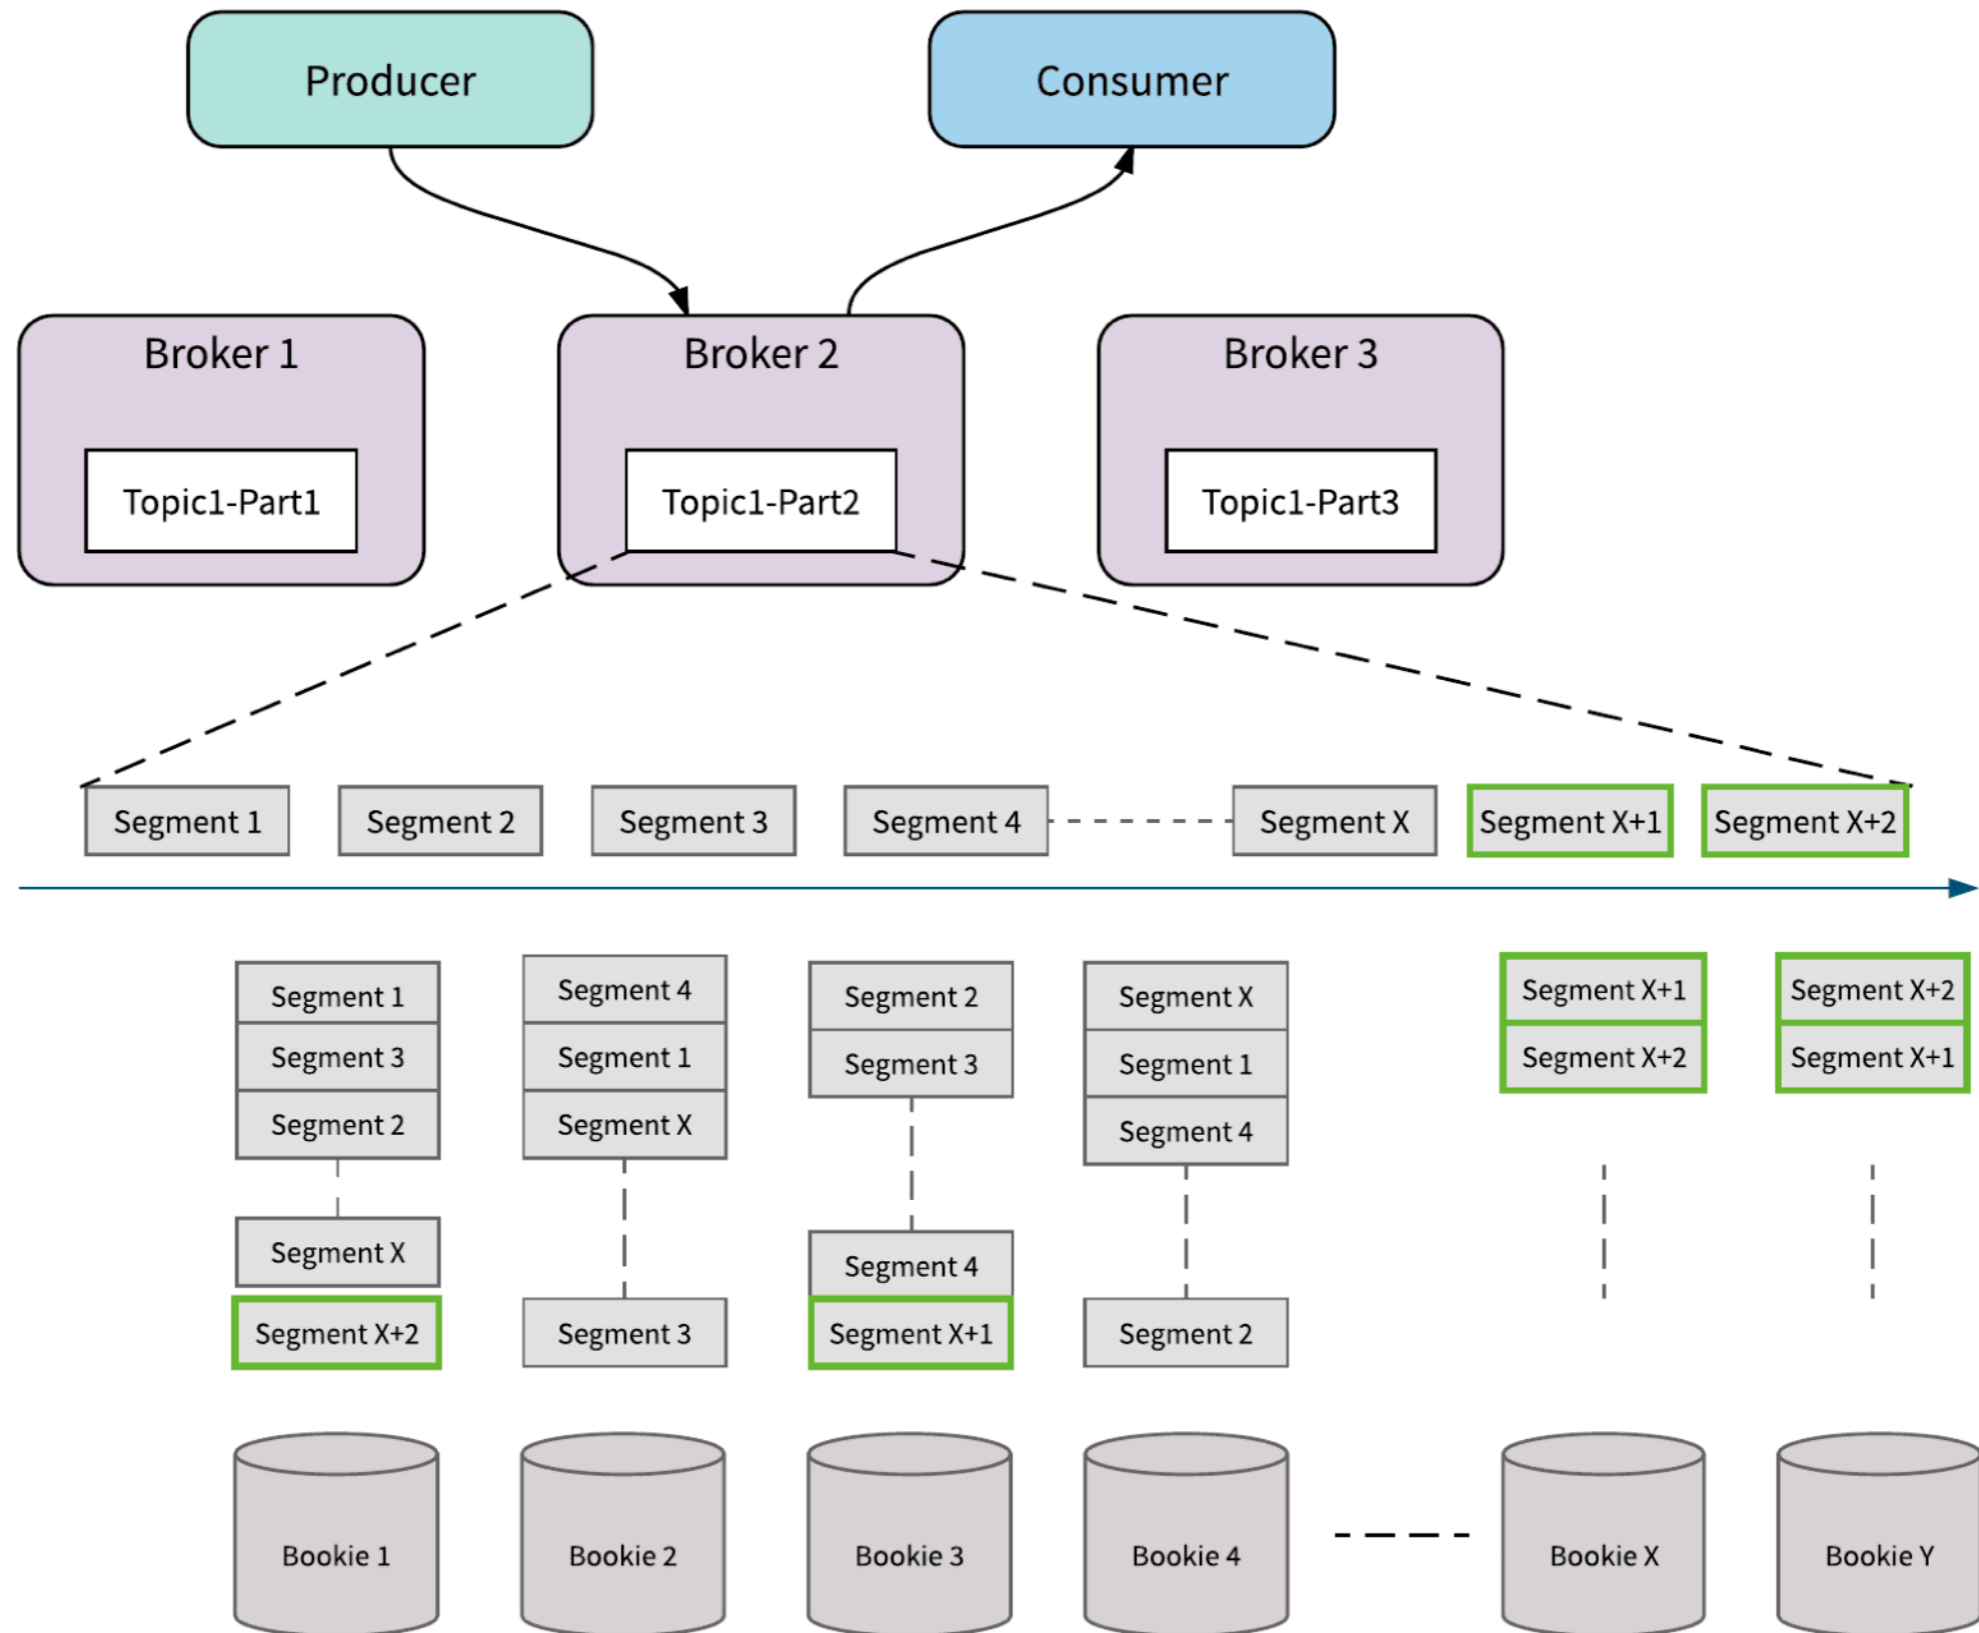 Producer
Consumer
Broker 1
Broker 2
Broker 3
Topic1-Part1
Topic1-Part2
Topic1-Part3
Segment 1
Segment 2
Segment 3
Segment 4
Segment X
Segment X+1
Segment X+2
Segment 1
Segment 3
Segment 2
Segment X
Segment X+2
Segment 4
Segment 1
Segment X
Segment 3
Segment 2
Segment 3
Segment 4
Segment X+1
Segment X
Segment 1
Segment 4
Segment 2
Segment X+1
Segment X+2
Segment X+2
Segment X+1
Bookie 1
Bookie 2
Bookie 3
Bookie 4
Bookie X
Bookie Y